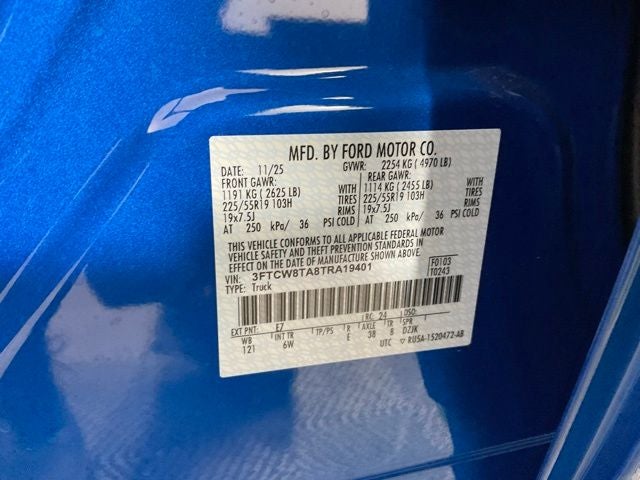 MFD. BY FORD MOTOR CO.
DATE: 11/25 GVWR: 2254 KG ( 4970 LB)
FRONT GAWR: REAR GAWR:
1191 KG ( 2625 LB) WITH 1114 KG ( 2455 LB) WITH
225/55R19 103H TIRES 225/55R19 103H TIRES
19x7.5J RIMS 19x7.5J RIMS
AT 250 kPa/ 36 PSI COLD AT 250 kPa/ 36 PSI COLD
THIS VEHICLE CONFORMS TO ALL APPLICABLE FEDERAL MOTOR
VEHICLE SAFETY AND THEFT PREVENTION STANDARDS IN
EFFECT ON THE DATE OF MANUFACTURE SHOWN ABOVE.
VIN: 3FTCW8TA8TRA19401 F0103
TYPE: Truck T0243
EXT PNT: E7 RC: 24 DSO:
WB INT TR TP/PS R AXLE TR SPR
121 6W E 38 8 DZJK
UTC RU5A-1520472-AB